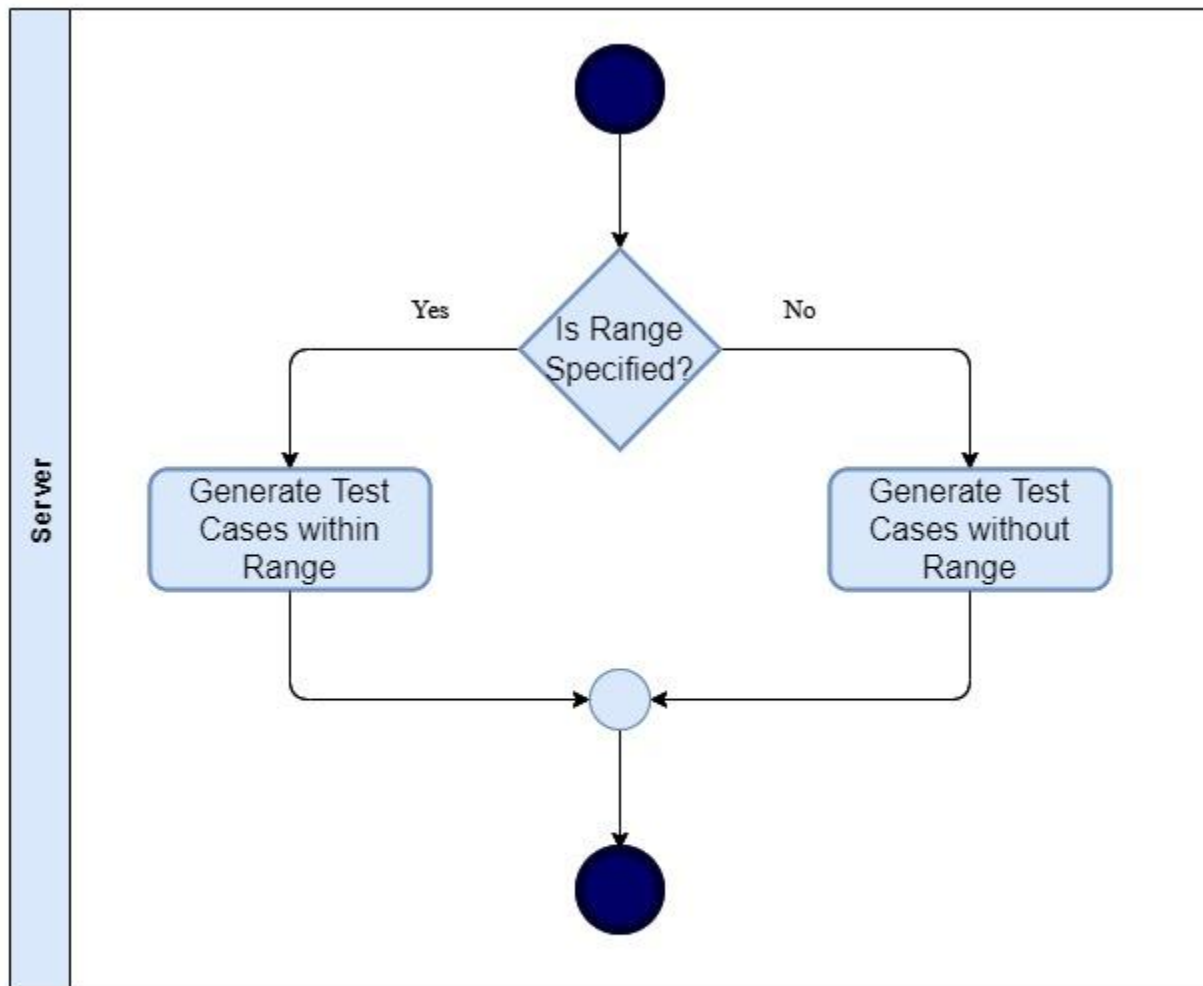 Server
Yes
No
Is Range
Specified?
Generate Test
Cases within
Range
Generate Test
Cases without
Range